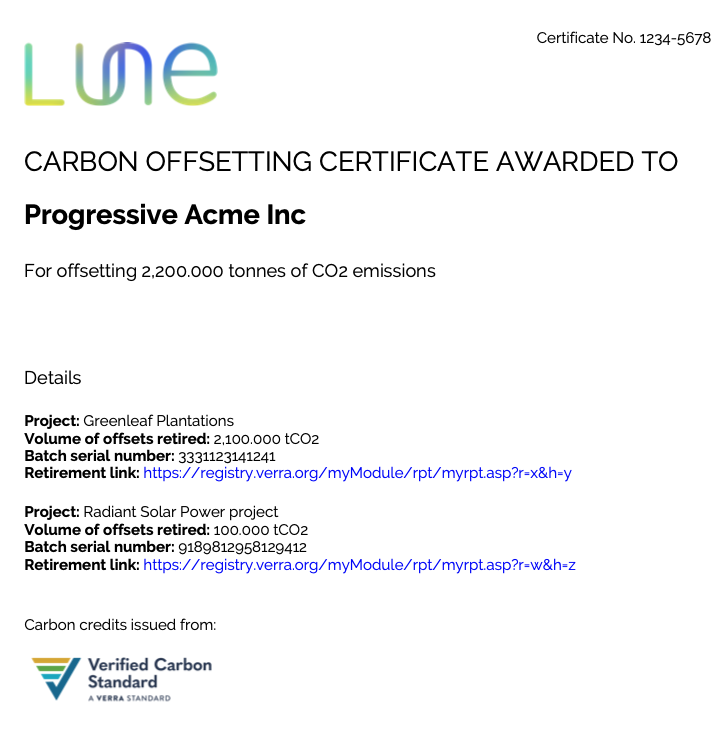 Certificate No. 1234-5678
Lune
CARBON OFFSETTING CERTIFICATE AWARDED TO
Progressive Acme Inc
For offsetting 2,200.000 tonnes of CO2 emissions
Details
Project: Greenleaf Plantations
Volume of offsets retired: 2,100.000 tCO2
Batch serial number: 3331123141241
Retirement link: https://registry.verra.org/myModule/rpt/myrpt.asp?r=x&h=y
Project: Radiant Solar Power project
Volume of offsets retired: 100.000 tCO2
Batch serial number: 9189812958129412
Retirement link: https://registry.verra.org/myModule/rpt/myrpt.asp?r=w&h=z
Carbon credits issued from:
Verified Carbon
Standard
A VERRA STANDARD